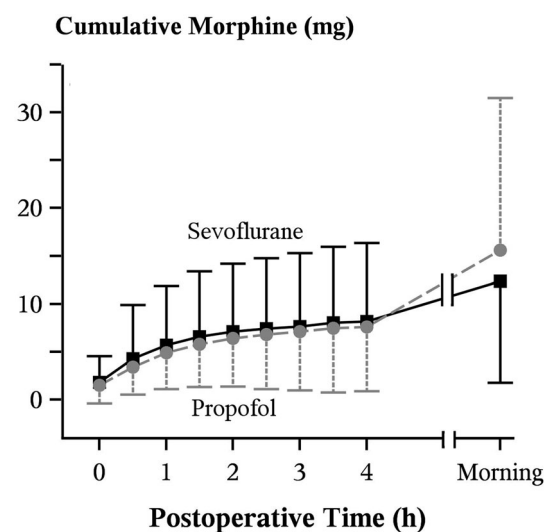 Cumulative Morphine (mg)
30
20
10
0
Sevoflurane
Propofol
0 1 2 3 4 Morning
Postoperative Time (h)